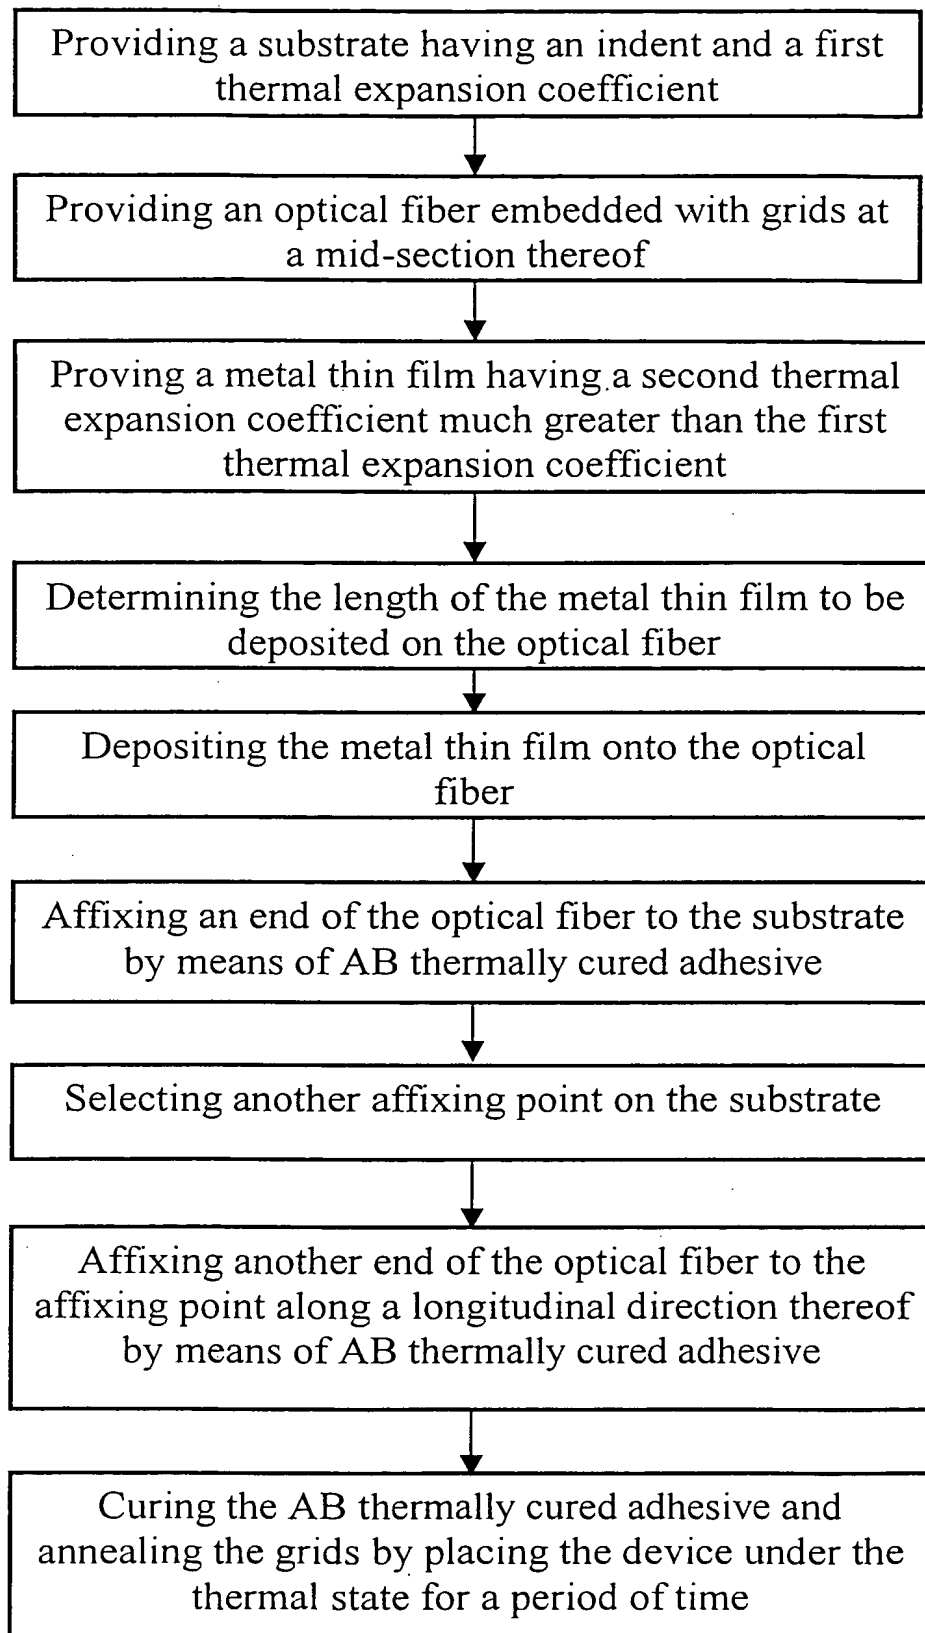 Providing a substrate having an indent and a first
thermal expansion coefficient
Providing an optical fiber embedded with grids at
a mid-section thereof
Proving a metal thin film having a second thermal
expansion coefficient much greater than the first
thermal expansion coefficient
Determining the length of the metal thin film to be
deposited on the optical fiber
Depositing the metal thin film onto the optical
fiber
Affixing an end of the optical fiber to the substrate
by means of AB thermally cured adhesive
Selecting another affixing point on the substrate
Affixing another end of the optical fiber to the
affixing point along a longitudinal direction thereof
by means of AB thermally cured adhesive
Curing the AB thermally cured adhesive and
annealing the grids by placing the device under the
thermal state for a period of time